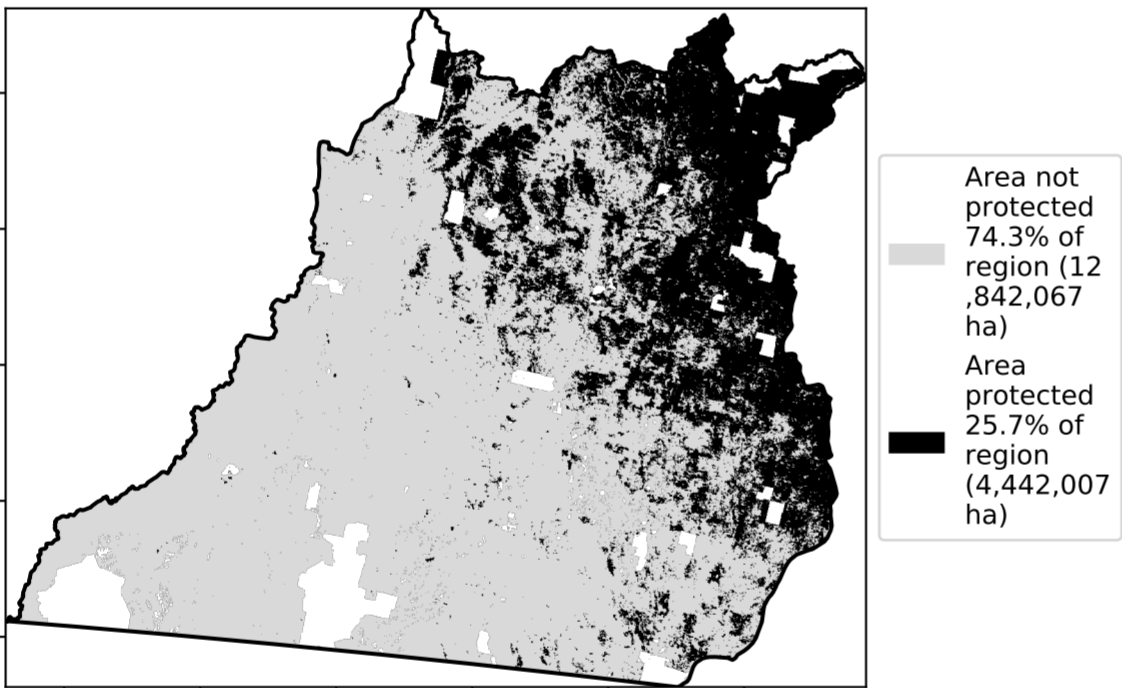 Area not
protected
74.3% of
region (12
,842,067
ha)
Area
protected
25.7% of
region
(4,442,007
ha)